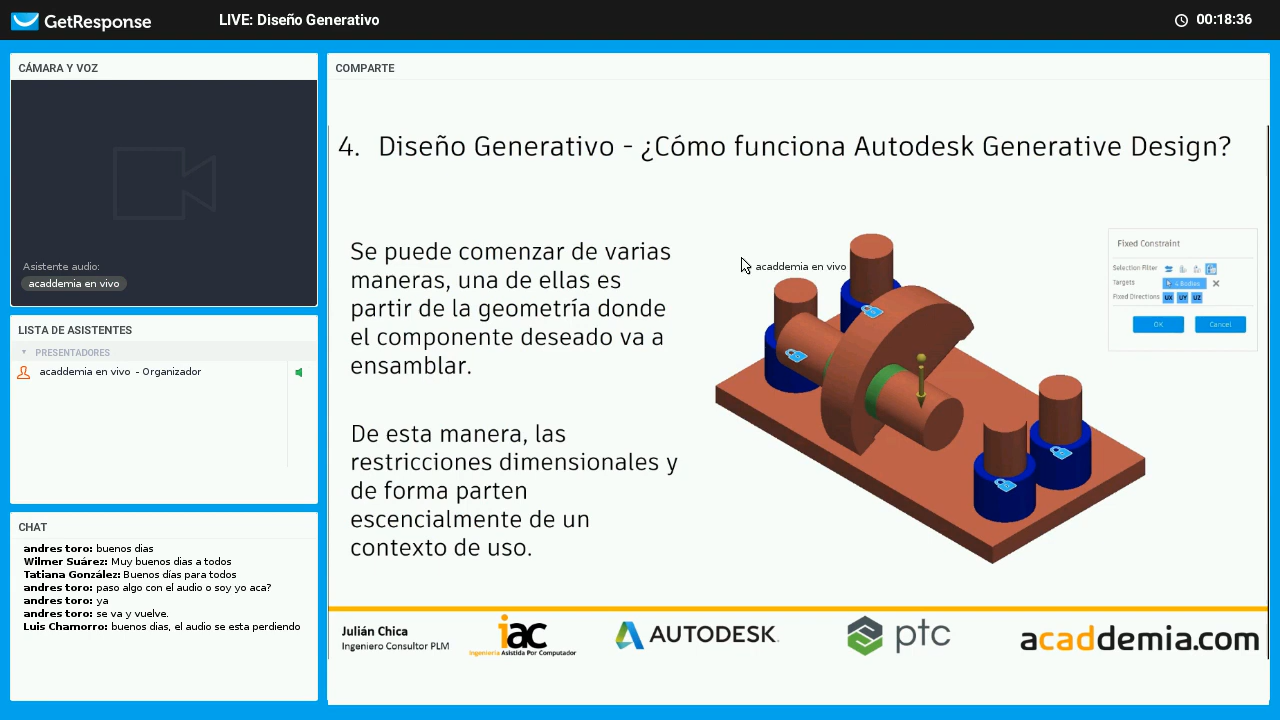 GetResponse
LIVE: Diseño Generativo
00:18:36
CÁMARA Y VOZ
Asistente audio:
acaddemia en vivo
LISTA DE ASISTENTES
PRESENTADORES
acaddemia en vivo - Organizador
CHAT
andres toro: buenos dias
Wilmer Suárez: Muy buenos dias a todos
Tatiana González: Buenos días para todos
andres toro: paso algo con el audio o soy yo aca?
andres toro: ya
andres toro: se va y vuelve.
Luis Chamorro: buenos dias, el audio se esta perdiendo
COMPARTE
4. Diseño Generativo - ¿Cómo funciona Autodesk Generative Design?
Se puede comenzar de varias
maneras, una de ellas es
partir de la geometría donde
el componente deseado va a
ensamblar.
De esta manera, las
restricciones dimensionales y
de forma parten
escencialmente de un
contexto de uso.
acaddemia en vivo
Fixed Constraint
Selection Filter
Targets
4 Bodies
Fixed Directions
UX UY UZ
OK
Cancel
Julián Chica
Ingeniero Consultor PLM
iac
Ingeniería Asistida Por Computador
AUTODESK.
ptc
acaddemia.com